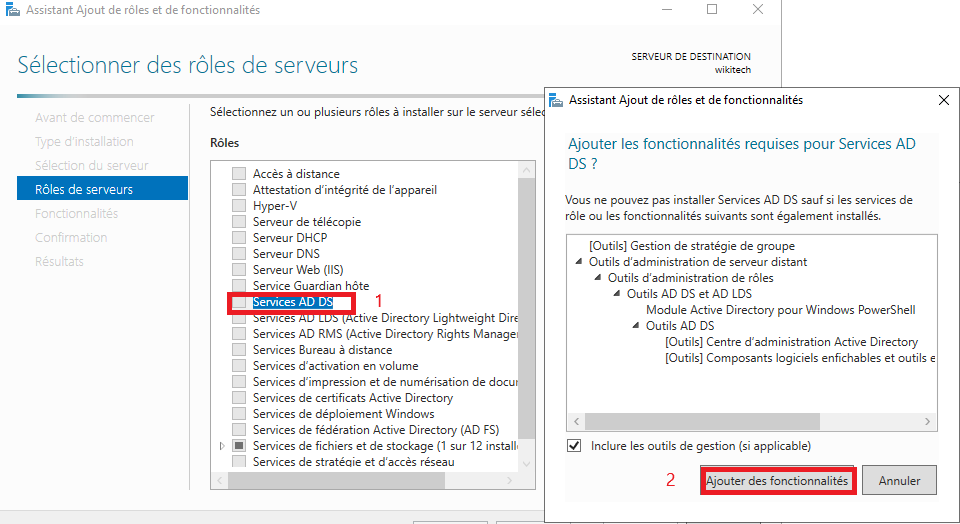 Assistant Ajout de rôles et de fonctionnalités
Sélectionner des rôles de serveurs
SERVEUR DE DESTINATION
wikitech
Avant de commencer
Type d'installation
Sélection du serveur
Rôles de serveurs
Fonctionnalités
Confirmation
Résultats
Sélectionnez un ou plusieurs rôles à installer sur le serveur sélec
Rôles
Accès à distance
Attestation d'intégrité de l'appareil
Hyper-V
Serveur de télécopie
Serveur DHCP
Serveur DNS
Serveur Web (IIS)
Service Guardian hôte
Services AD DS
1
Services AD LDS (Active Directory Lightweight Dire
Services AD RMS (Active Directory Rights Manager
Services Bureau à distance
Services d'activation en volume
Services d'impression et de numérisation de docu
Services de certificats Active Directory
Services de déploiement Windows
Services de fédération Active Directory (AD FS)
Services de fichiers et de stockage (1 sur 12 installé
Services de stratégie et d'accès réseau
Assistant Ajout de rôles et de fonctionnalités
Ajouter les fonctionnalités requises pour Services AD
DS ?
Vous ne pouvez pas installer Services AD DS sauf si les services de
rôle ou les fonctionnalités suivants sont également installés.
[Outils] Gestion de stratégie de groupe
Outils d'administration de serveur distant
Outils d'administration de rôles
Outils AD DS et AD LDS
Module Active Directory pour Windows PowerShell
Outils AD DS
[Outils] Centre d'administration Active Directory
[Outils] Composants logiciels enfichables et outils e
Inclure les outils de gestion (si applicable)
2
Ajouter des fonctionnalités
Annuler